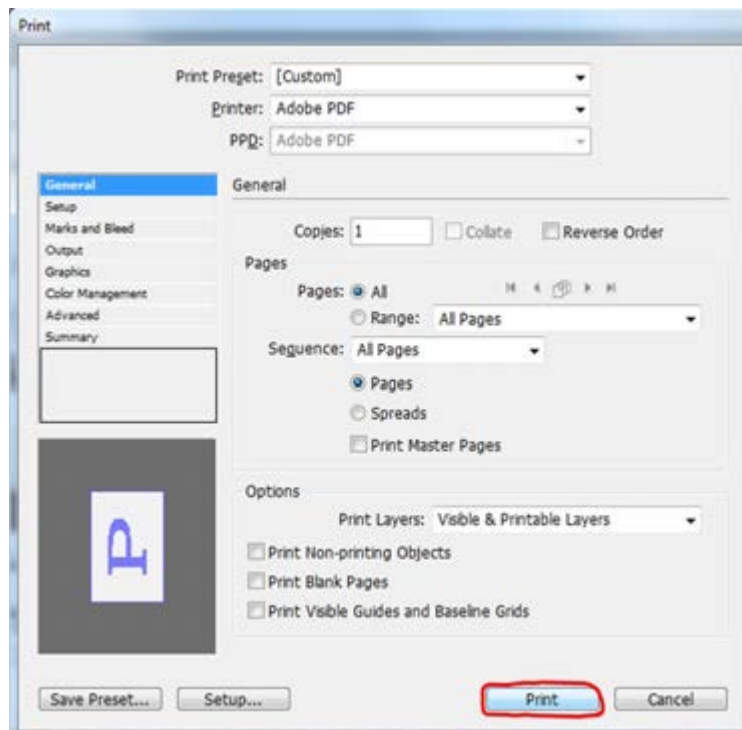 Print
Print Preset: [Custom]
Printer: Adobe PDF
PPD: Adobe PDF
General
Setup
Marks and Bleed
Output
Graphics
Color Management
Advanced
Summary
General
Copies: 1 Collate Reverse Order
Pages
Pages: All
Range: All Pages
Sequence: All Pages
Pages
Spreads
Print Master Pages
Options
Print Layers: Visible & Printable Layers
Print Non-printing Objects
Print Blank Pages
Print Visible Guides and Baseline Grids
P
Save Preset... Setup... Print Cancel